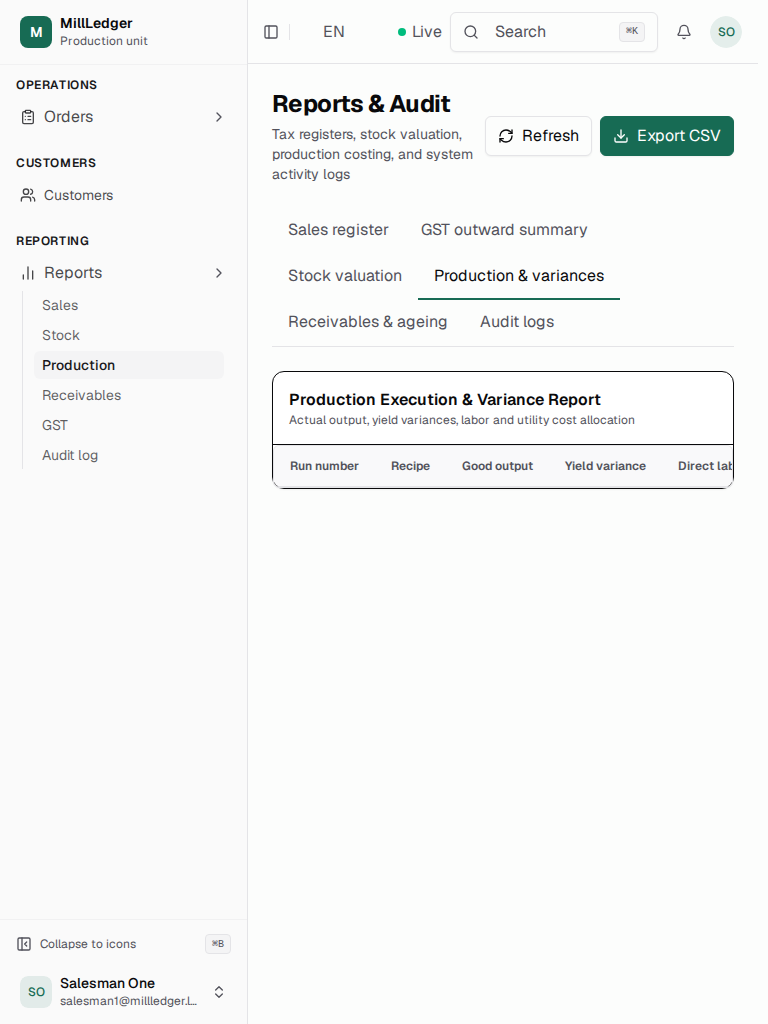 M
MillLedger
Production unit
OPERATIONS
Orders
CUSTOMERS
Customers
REPORTING
Reports
Sales
Stock
Production
Receivables
GST
Audit log
Collapse to icons ⌘B
SO
Salesman One
salesman1@millledger.l...
EN
Live
Search ⌘K
SO
Reports & Audit
Tax registers, stock valuation,
production costing, and system
activity logs
Refresh
Export CSV
Sales register GST outward summary
Stock valuation Production & variances
Receivables & ageing Audit logs
Production Execution & Variance Report
Actual output, yield variances, labor and utility cost allocation
Run number Recipe Good output Yield variance Direct lab